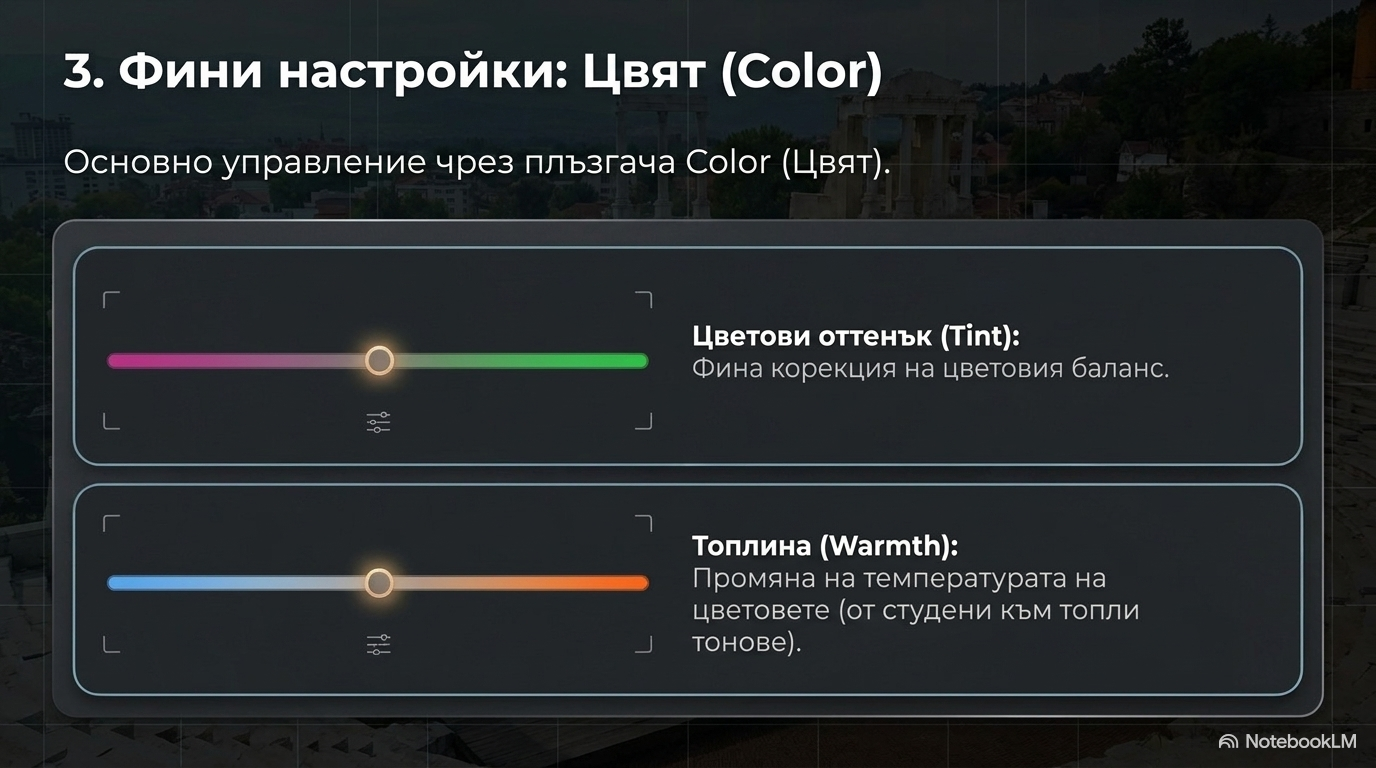 3. Фини настройки: Цвят (Color)
Основно управление чрез плъзгача Color (Цвят).
Цветови оттенък (Tint):
Фина корекция на цветовия баланс.
Топлина (Warmth):
Промяна на температурата на
цветовете (от студени към топли
тонове).
NotebookLM